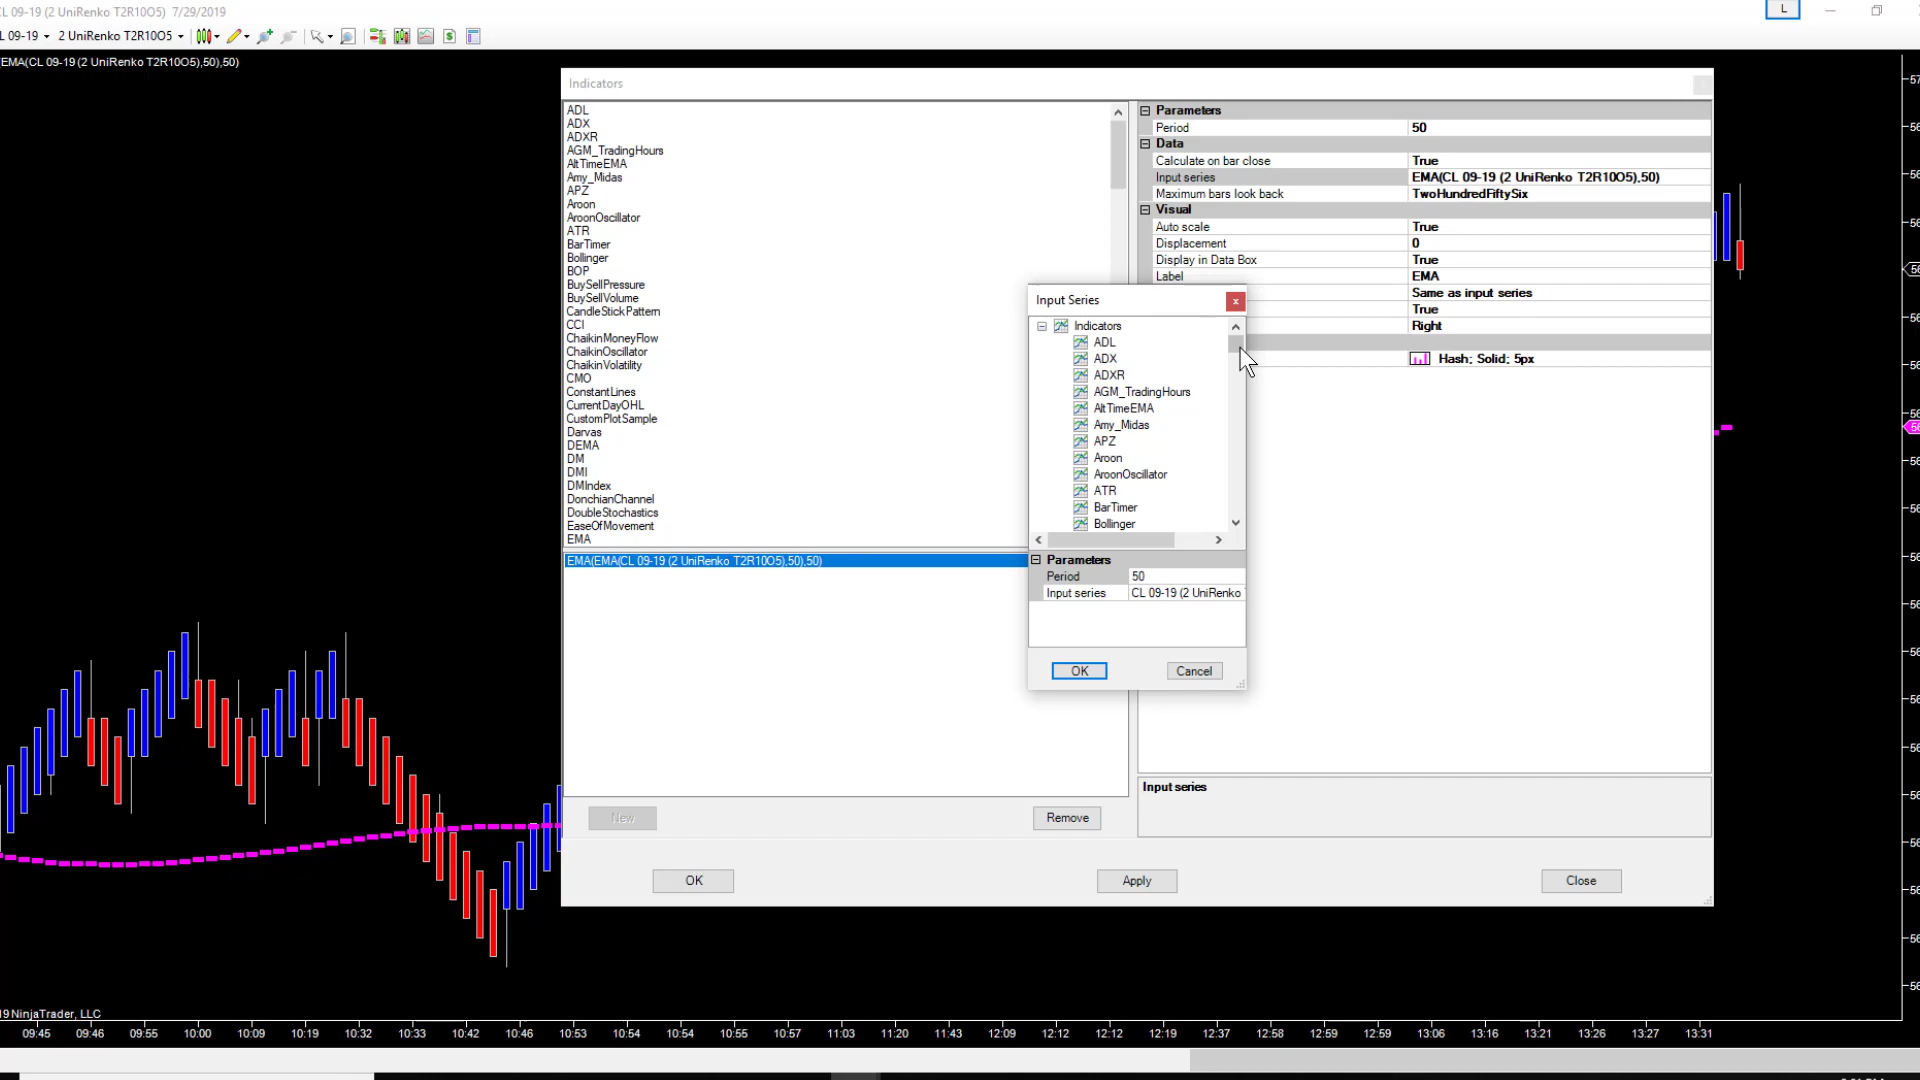 CL 09-19 (2 UniRenko T2R10O5)  7/29/2019
L
L 09-19
2 UniRenko T2R10O5
EMA(CL 09-19 (2 UniRenko T2R10O5),50),50)
Indicators
ADL
ADX
ADXR
AGM_TradingHours
AltTimeEMA
Amy_Midas
APZ
Aroon
AroonOscillator
ATR
BarTimer
Bollinger
BOP
BuySellPressure
BuySellVolume
CandleStickPattern
CCI
ChaikinMoneyFlow
ChaikinOscillator
ChaikinVolatility
CMO
ConstantLines
CurrentDayOHL
CustomPlotSample
Darvas
DEMA
DM
DMI
DMIndex
DonchianChannel
DoubleStochastics
EaseOfMovement
EMA
EMA(EMA(CL 09-19 (2 UniRenko T2R10O5),50),50)
New
Remove
OK
Apply
Close
Parameters
Period 50
Data
Calculate on bar close True
Input series EMA(CL 09-19 (2 UniRenko T2R10O5),50)
Maximum bars look back TwoHundredFiftySix
Visual
Auto scale True
Displacement 0
Display in Data Box True
Label EMA
Same as input series
True
Right
Hash; Solid; 5px
Input series
Input Series
x
Indicators
ADL
ADX
ADXR
AGM_TradingHours
AltTimeEMA
Amy_Midas
APZ
Aroon
AroonOscillator
ATR
BarTimer
Bollinger
Parameters
Period 50
Input series CL 09-19 (2 UniRenko
OK
Cancel
19 NinjaTrader, LLC
09:45 09:46 09:55 10:00 10:09 10:19 10:32 10:33 10:42 10:46 10:53 10:54 10:54 10:55 10:57 11:03 11:20 11:43 12:09 12:12 12:12 12:19 12:37 12:58 12:59 12:59 13:06 13:16 13:21 13:26 13:27 13:31